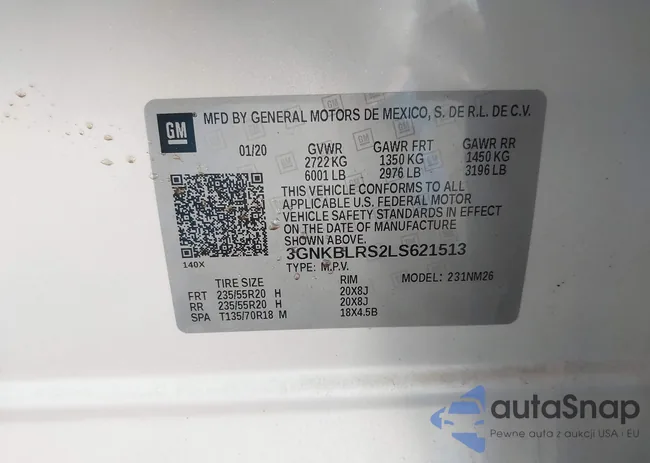 GM
MFD BY GENERAL MOTORS DE MEXICO, S. DE R.L. DE C.V.
01/20 GVWR GAWR FRT GAWR RR
2722 KG 1350 KG 1450 KG
6001 LB 2976 LB 3196 LB
THIS VEHICLE CONFORMS TO ALL
APPLICABLE U.S. FEDERAL MOTOR
VEHICLE SAFETY STANDARDS IN EFFECT
ON THE DATE OF MANUFACTURE
SHOWN ABOVE.
140X
3GNKBLRS2LS621513
TYPE: M.P.V. MODEL: 231NM26
TIRE SIZE RIM
FRT 235/55R20 H 20X8J
RR 235/55R20 H 20X8J
SPA T135/70R18 M 18X4.5B
autaSnap
Pewne auta z aukcji USA i EU